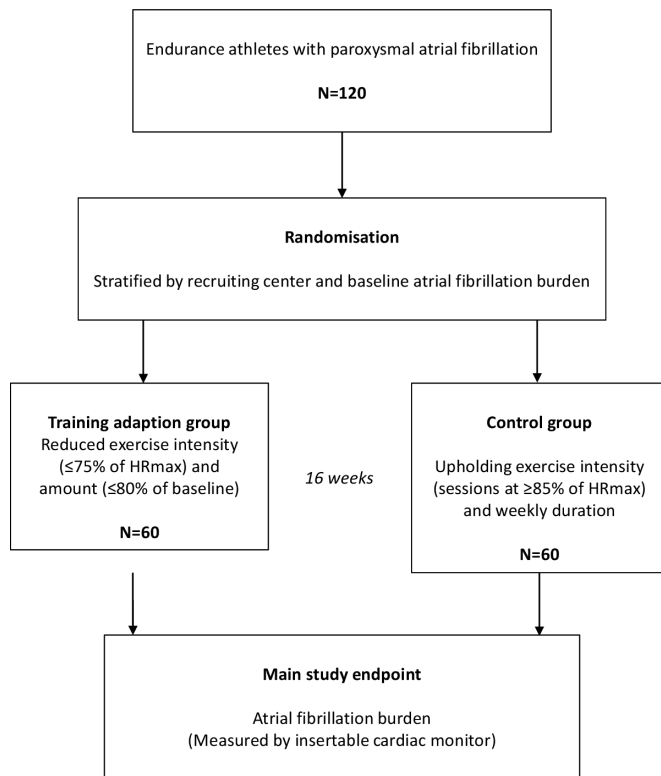 Endurance athletes with paroxysmal atrial fibrillation
N=120
Randomisation
Stratified by recruiting center and baseline atrial fibrillation burden
Training adaption group
Reduced exercise intensity
(≤75% of HRmax) and
amount (≤80% of baseline)
N=60
16 weeks
Control group
Upholding exercise intensity
(sessions at ≥85% of HRmax)
and weekly duration
N=60
Main study endpoint
Atrial fibrillation burden
(Measured by insertable cardiac monitor)